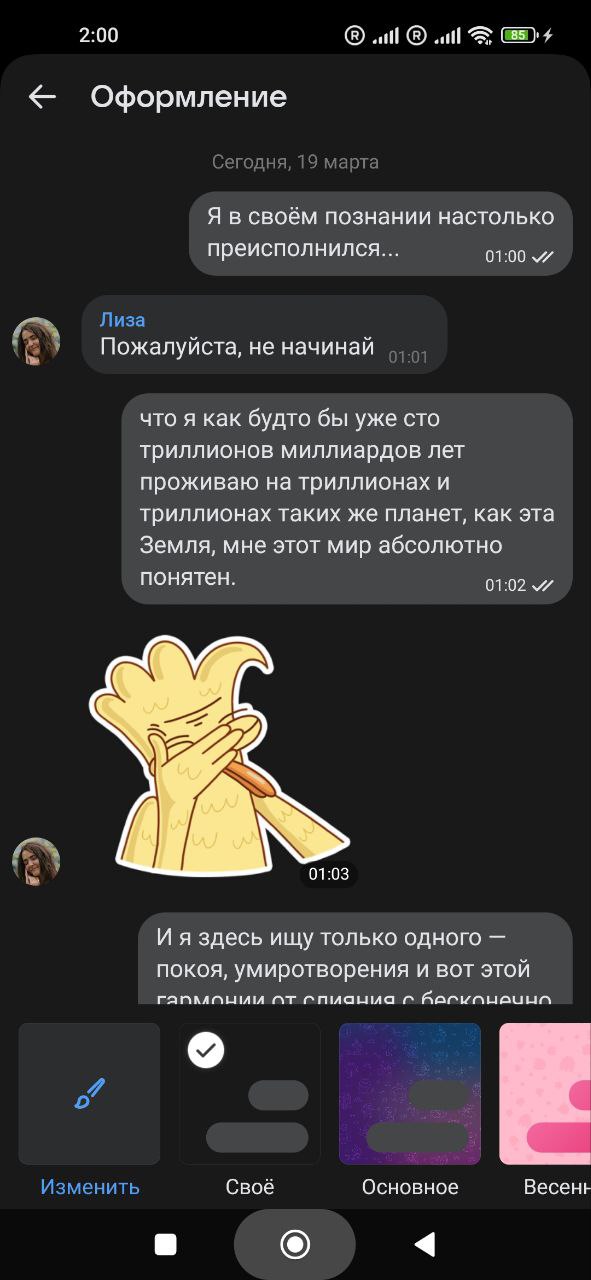 2:00
85
Оформление
Сегодня, 19 марта
Я в своём познании настолько
преисполнился...
01:00
Лиза
Пожалуйста, не начинай
01:01
что я как будто бы уже сто
триллионов миллиардов лет
проживаю на триллионах и
триллионах таких же планет, как эта
Земля, мне этот мир абсолютно
понятен.
01:02
01:03
И я здесь ищу только одного —
покоя, умиротворения и вот этой
гармонии от слияния с бесконечно
Изменить
Своё
Основное
Весенн